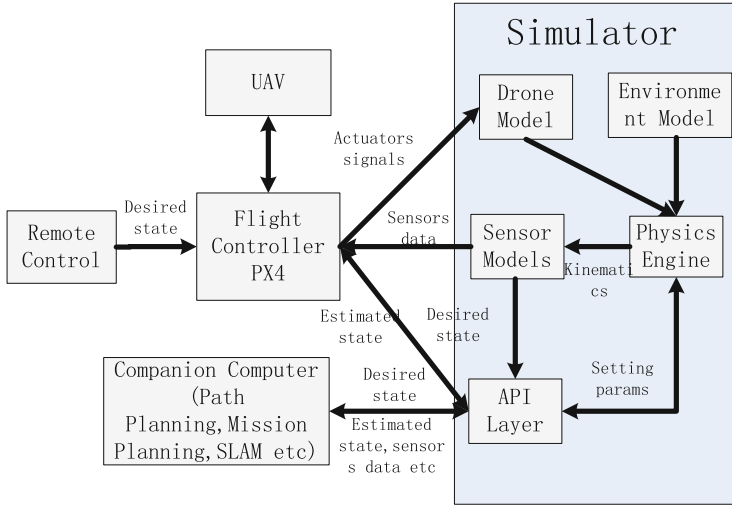 Simulator
UAV
Drone
Model
Environme
nt Model
Actuators
signals
Desired
state
Remote
Control
Flight
Controller
PX4
Sensors
data
Sensor
Models
Kinemati
cs
Physics
Engine
Estimated
state
Desired
state
Setting
params
Companion Computer
(Path
Planning,Mission
Planning,SLAM etc)
Desired
state
Estimated
state,sensor
s data etc
API
Layer